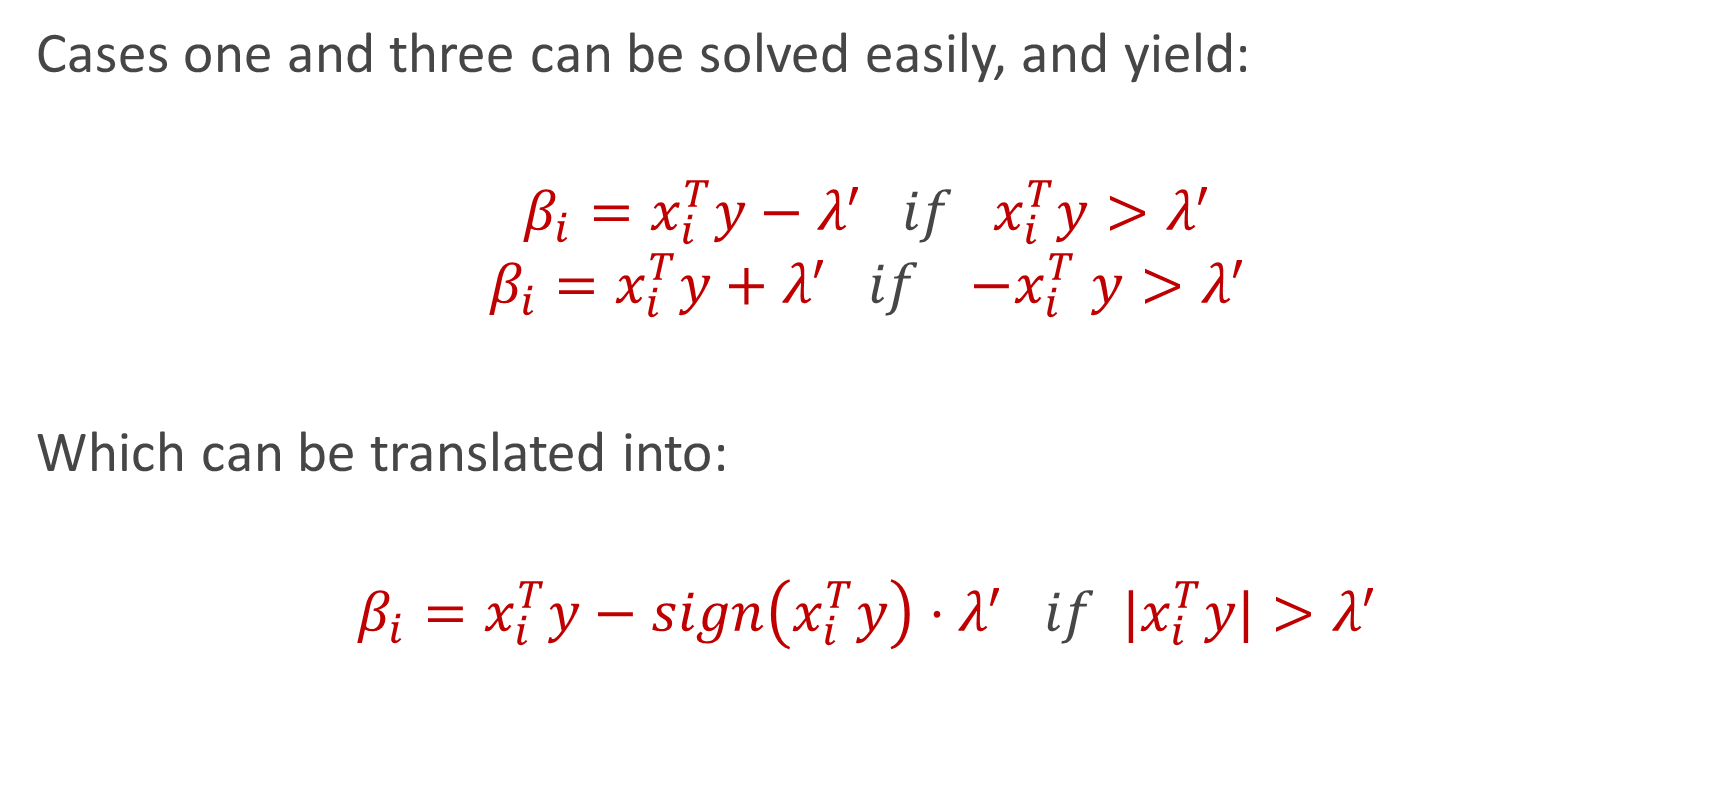 Cases one and three can be solved easily, and yield:
βᵢ = xᵢᵀy − λ′ if xᵢᵀy > λ′
βᵢ = xᵢᵀy + λ′ if −xᵢᵀ y > λ′
Which can be translated into:
βᵢ = xᵢᵀy − sign(xᵢᵀy) · λ′ if |xᵢᵀy| > λ′